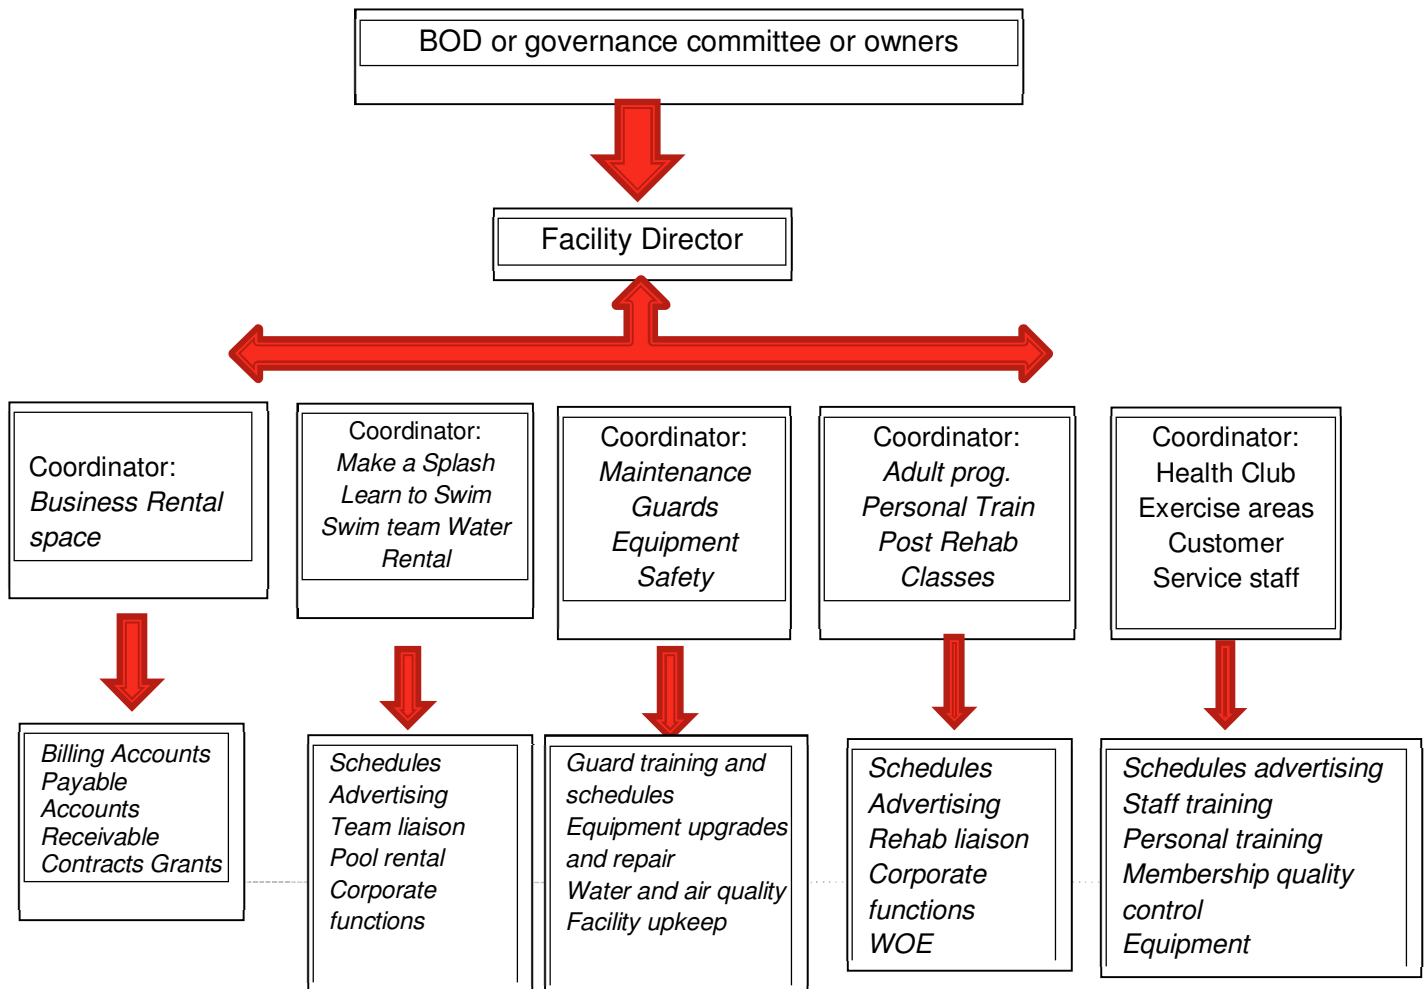 BOD or governance committee or owners
Facility Director
Coordinator:
Business Rental
space
Coordinator:
Make a Splash
Learn to Swim
Swim team Water
Rental
Coordinator:
Maintenance
Guards
Equipment
Safety
Coordinator:
Adult prog.
Personal Train
Post Rehab
Classes
Coordinator:
Health Club
Exercise areas
Customer
Service staff
Billing Accounts
Payable
Accounts
Receivable
Contracts Grants
Schedules
Advertising
Team liaison
Pool rental
Corporate
functions
Guard training and
schedules
Equipment upgrades
and repair
Water and air quality
Facility upkeep
Schedules
Advertising
Rehab liaison
Corporate
functions
WOE
Schedules advertising
Staff training
Personal training
Membership quality
control
Equipment